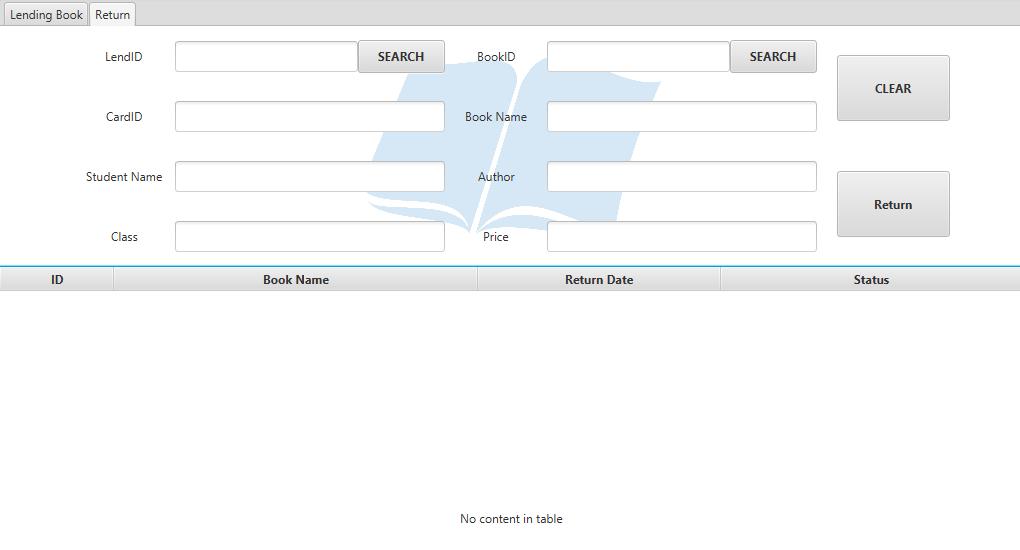 Lending Book Return
LendID SEARCH BookID SEARCH
CLEAR
CardID Book Name
Student Name Author
Return
Class Price
ID Book Name Return Date Status
No content in table